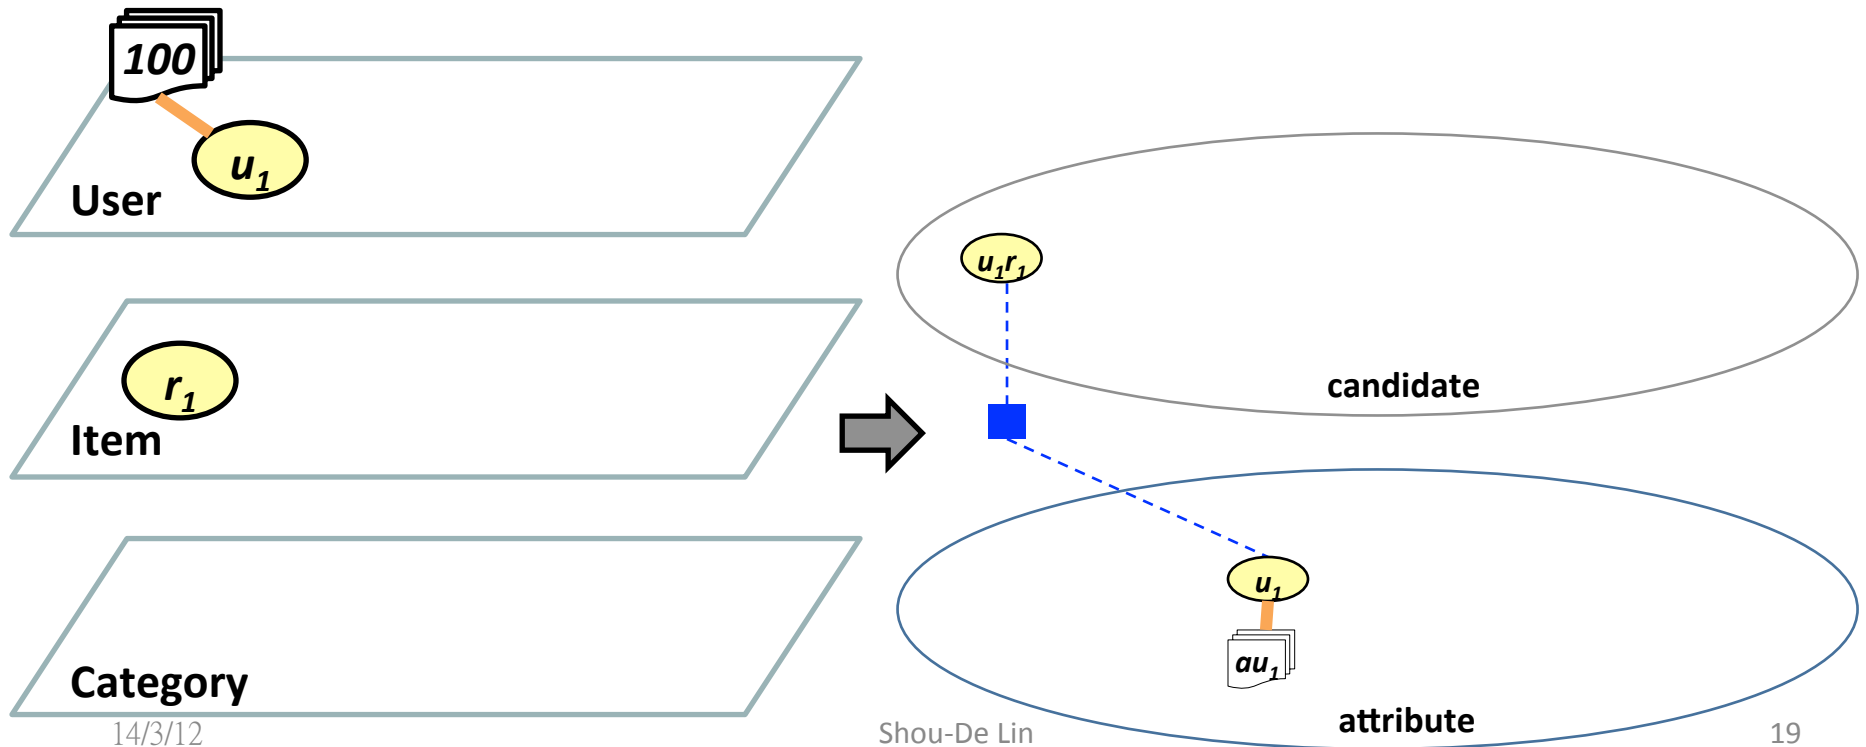 100
u1
User
r1
Item
Category
u1r1
candidate
u1
au1
attribute
14/3/12
Shou-De Lin
19